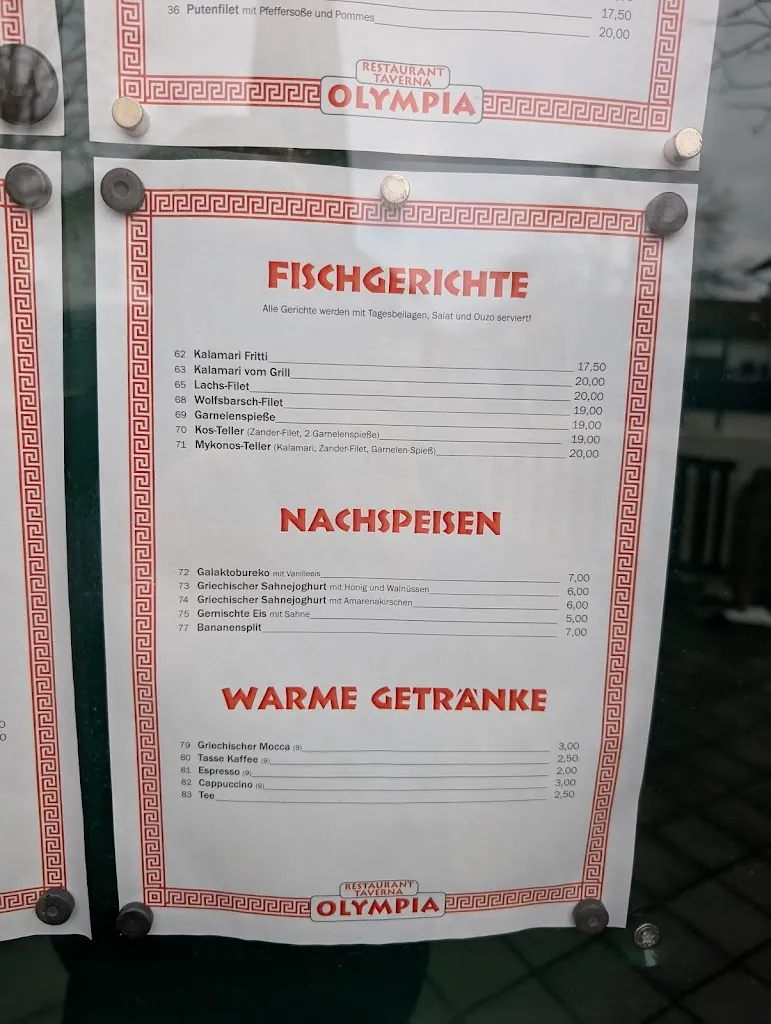 17,50
36 Putenfilet mit Pfeffersoße und Pommes 20,00
RESTAURANT
TAVERNA
OLYMPIA
FISCHGERICHTE
Alle Gerichte werden mit Tagesbeilagen, Salat und Ouzo serviert!
62 Kalamari Fritti 17,50
63 Kalamari vom Grill 20,00
65 Lachs-Filet 20,00
68 Wolfsbarsch-Filet 19,00
69 Garnelenspieße 19,00
70 Kos-Teller (Zander-Filet, 2 Garnelenspieße) 19,00
71 Mykonos-Teller (Kalamari, Zander-Filet, Garnelen-Spieß) 20,00
NACHSPEISEN
72 Galaktobureko mit Vanilleeis 7,00
73 Griechischer Sahnejoghurt mit Honig und Walnüssen 6,00
74 Griechischer Sahnejoghurt mit Amarenakirschen 6,00
75 Gemischte Eis mit Sahne 5,00
77 Bananensplit 7,00
WARME GETRÄNKE
79 Griechischer Mocca (9) 3,00
80 Tasse Kaffee (9) 2,50
81 Espresso (9) 2,00
82 Cappuccino (9) 3,00
83 Tee 2,50
RESTAURANT
TAVERNA
OLYMPIA